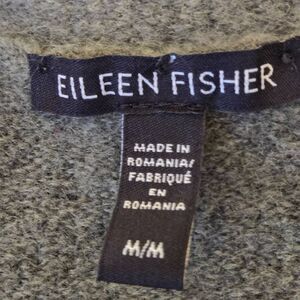 EILEEN FISHER
MADE IN
ROMANIA/
FABRIQUÉ
EN
ROMANIA
M/M